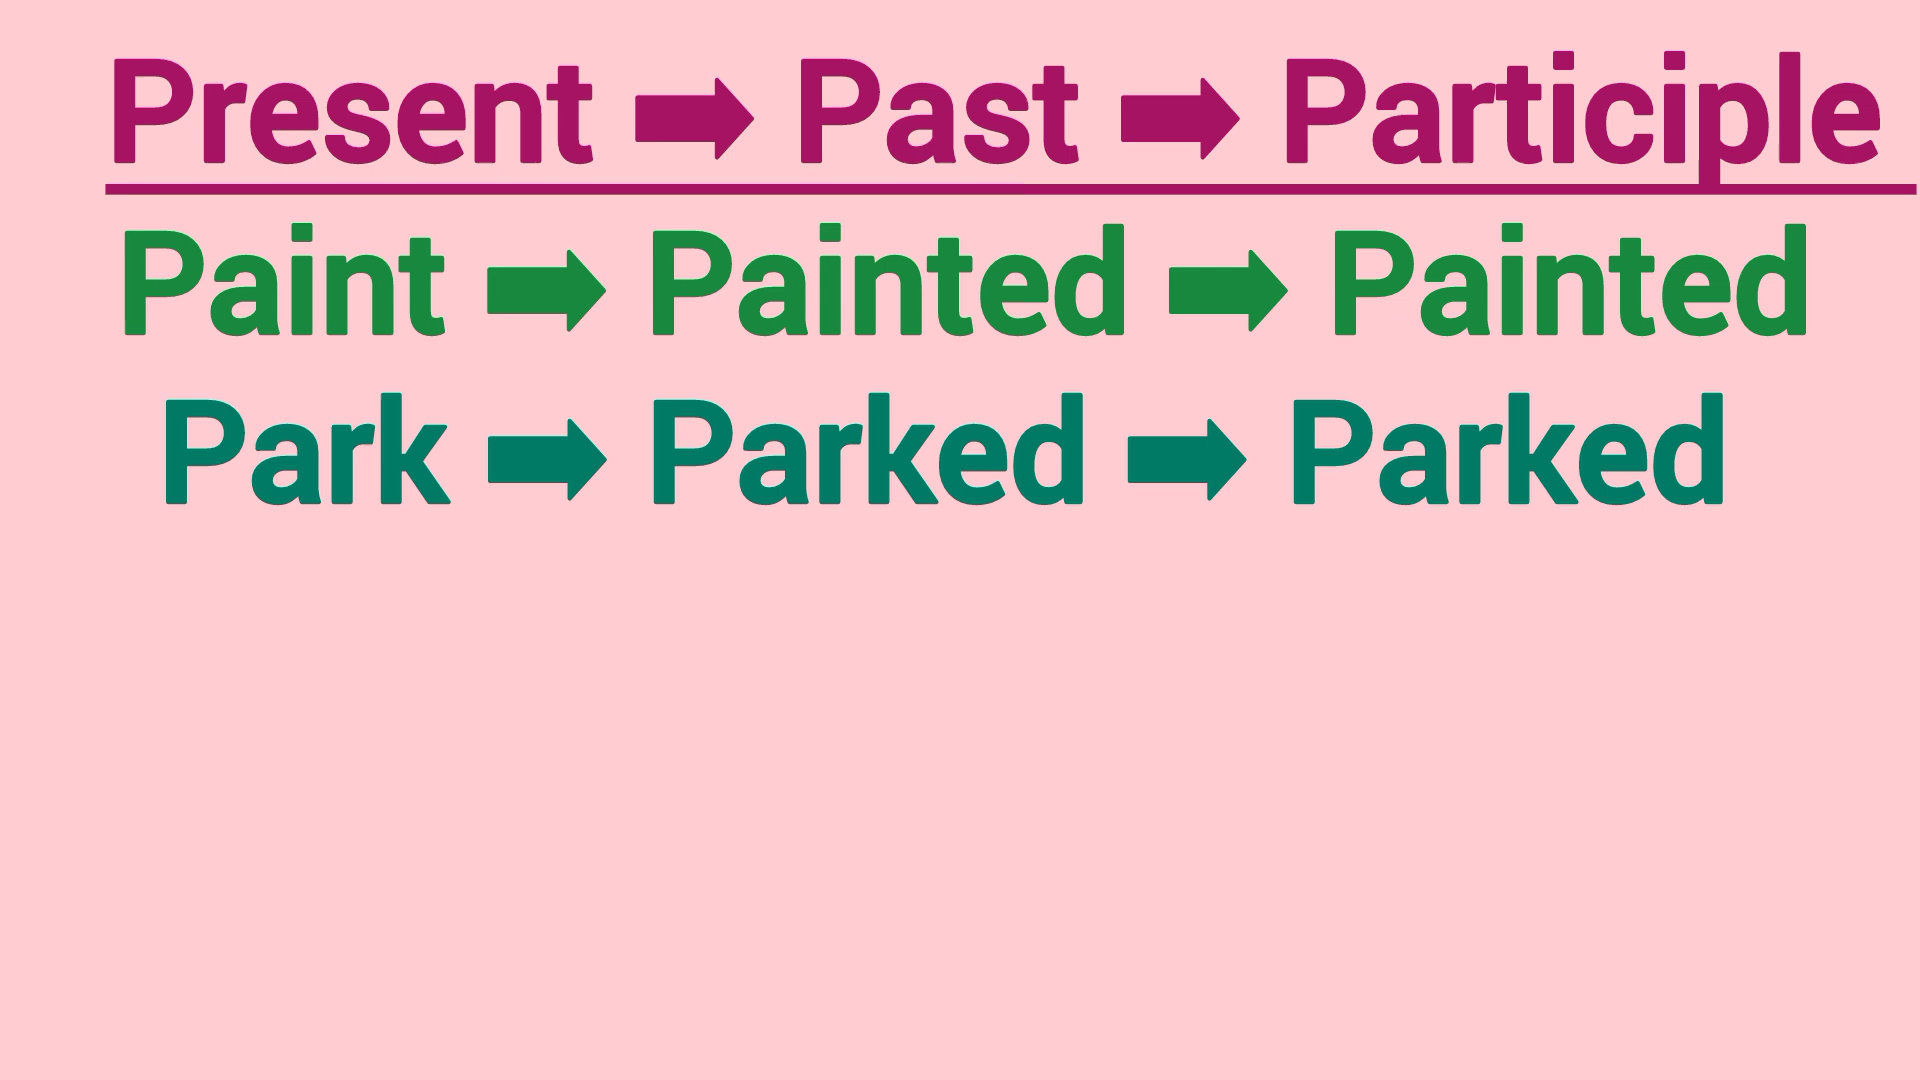 Present ➡ Past ➡ Participle
Paint ➡ Painted ➡ Painted
Park ➡ Parked ➡ Parked